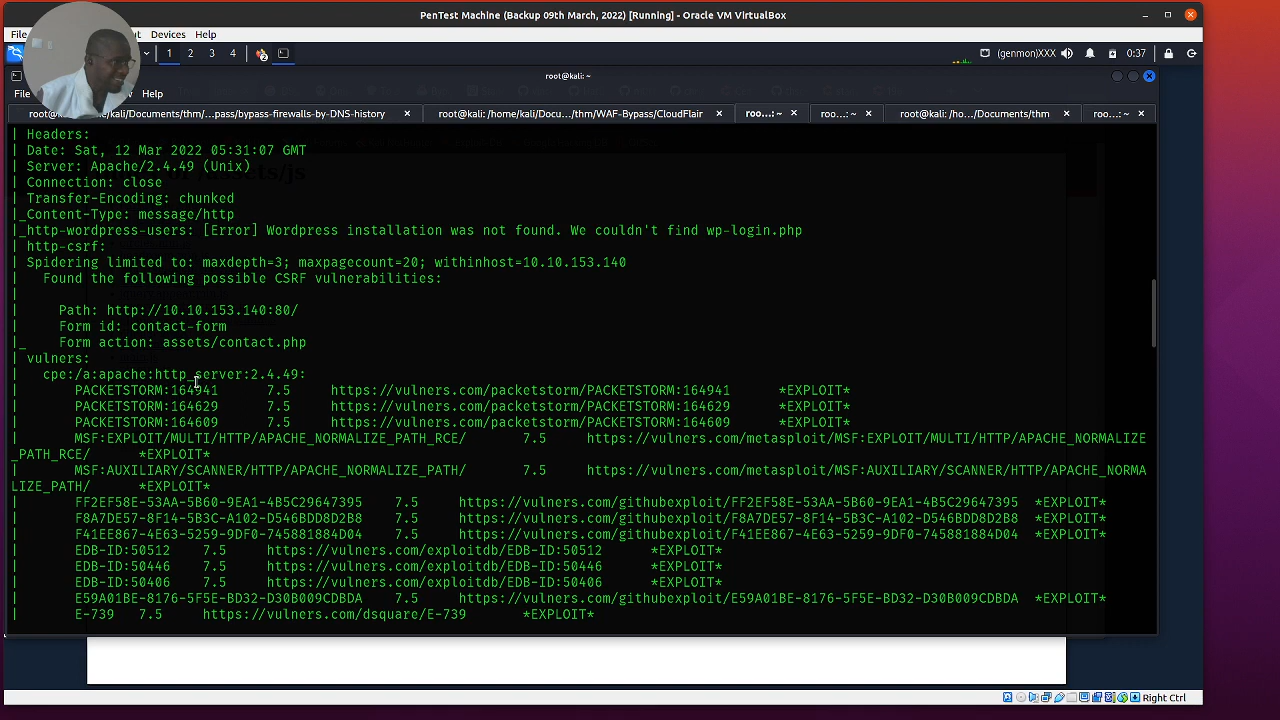 PenTest Machine (Backup 09th March, 2022) [Running] - Oracle VM VirtualBox
File Devices Help
1 2 3 4 (genmon)XXX 0:37
root@kali: ~
File Help
root@kali: /home/kali/Documents/thm/...pass/bypass-firewalls-by-DNS-history root@kali: /home/kali/Docu.../thm/WAF-Bypass/CloudFlair roo...: ~ roo...: ~ root@kali: /ho.../Documents/thm roo...: ~
| Headers:
| Date: Sat, 12 Mar 2022 05:31:07 GMT
| Server: Apache/2.4.49 (Unix)
| Connection: close
| Transfer-Encoding: chunked
|_Content-Type: message/http
|_http-wordpress-users: [Error] Wordpress installation was not found. We couldn't find wp-login.php
| http-csrf:
| Spidering limited to: maxdepth=3; maxpagecount=20; withinhost=10.10.153.140
|   Found the following possible CSRF vulnerabilities:
|
|     Path: http://10.10.153.140:80/
|     Form id: contact-form
|_    Form action: assets/contact.php
| vulners:
|   cpe:/a:apache:http_server:2.4.49:
|       PACKETSTORM:164941      7.5     https://vulners.com/packetstorm/PACKETSTORM:164941      *EXPLOIT*
|       PACKETSTORM:164629      7.5     https://vulners.com/packetstorm/PACKETSTORM:164629      *EXPLOIT*
|       PACKETSTORM:164609      7.5     https://vulners.com/packetstorm/PACKETSTORM:164609      *EXPLOIT*
|       MSF:EXPLOIT/MULTI/HTTP/APACHE_NORMALIZE_PATH_RCE/       7.5     https://vulners.com/metasploit/MSF:EXPLOIT/MULTI/HTTP/APACHE_NORMALIZE
_PATH_RCE/      *EXPLOIT*
|       MSF:AUXILIARY/SCANNER/HTTP/APACHE_NORMALIZE_PATH/       7.5     https://vulners.com/metasploit/MSF:AUXILIARY/SCANNER/HTTP/APACHE_NORMA
LIZE_PATH/      *EXPLOIT*
|       FF2EF58E-53AA-5B60-9EA1-4B5C29647395    7.5     https://vulners.com/githubexploit/FF2EF58E-53AA-5B60-9EA1-4B5C29647395  *EXPLOIT*
|       F8A7DE57-8F14-5B3C-A102-D546BDD8D2B8    7.5     https://vulners.com/githubexploit/F8A7DE57-8F14-5B3C-A102-D546BDD8D2B8  *EXPLOIT*
|       F41EE867-4E63-5259-9DF0-745881884D04    7.5     https://vulners.com/githubexploit/F41EE867-4E63-5259-9DF0-745881884D04  *EXPLOIT*
|       EDB-ID:50512    7.5     https://vulners.com/exploitdb/EDB-ID:50512      *EXPLOIT*
|       EDB-ID:50446    7.5     https://vulners.com/exploitdb/EDB-ID:50446      *EXPLOIT*
|       EDB-ID:50406    7.5     https://vulners.com/exploitdb/EDB-ID:50406      *EXPLOIT*
|       E59A01BE-8176-5F5E-BD32-D30B009CDBDA    7.5     https://vulners.com/githubexploit/E59A01BE-8176-5F5E-BD32-D30B009CDBDA  *EXPLOIT*
|       E-739   7.5     https://vulners.com/dsquare/E-739       *EXPLOIT*
Right Ctrl